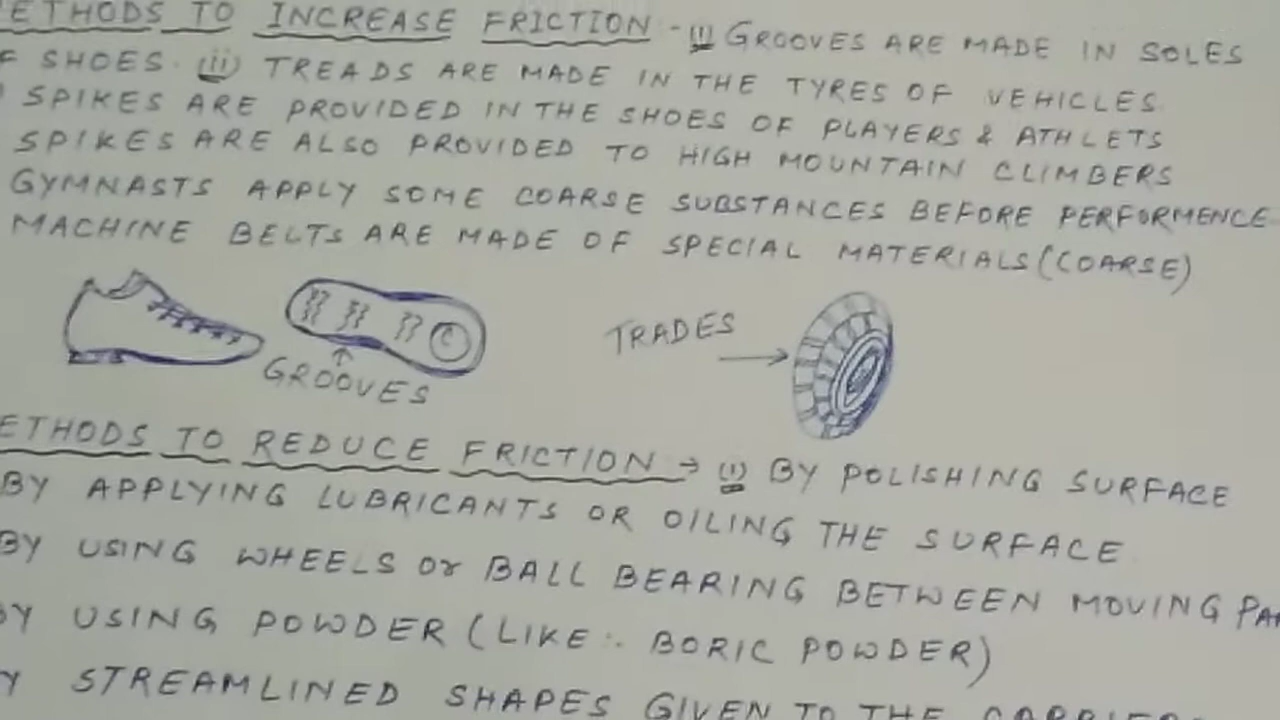 ETHODS TO INCREASE FRICTION - (i) GROOVES ARE MADE IN SOLES
F SHOES. (ii) TREADS ARE MADE IN THE TYRES OF VEHICLES
SPIKES ARE PROVIDED IN THE SHOES OF PLAYERS & ATHLETS
SPIKES ARE ALSO PROVIDED TO HIGH MOUNTAIN CLIMBERS
GYMNASTS APPLY SOME COARSE SUBSTANCES BEFORE PERFORMENCE
MACHINE BELTS ARE MADE OF SPECIAL MATERIALS (COARSE)
TRADES
GROOVES
ETHODS TO REDUCE FRICTION → (i) BY POLISHING SURFACE
BY APPLYING LUBRICANTS OR OILING THE SURFACE
BY USING WHEELS or BALL BEARING BETWEEN MOVING PA
BY USING POWDER (LIKE :. BORIC POWDER)
Y STREAMLINED SHAPES GIVEN TO THE